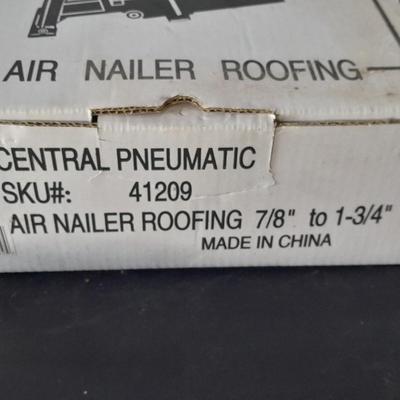 AIR NAILER ROOFING
CENTRAL PNEUMATIC
SKU#: 41209
AIR NAILER ROOFING 7/8" to 1-3/4"
MADE IN CHINA